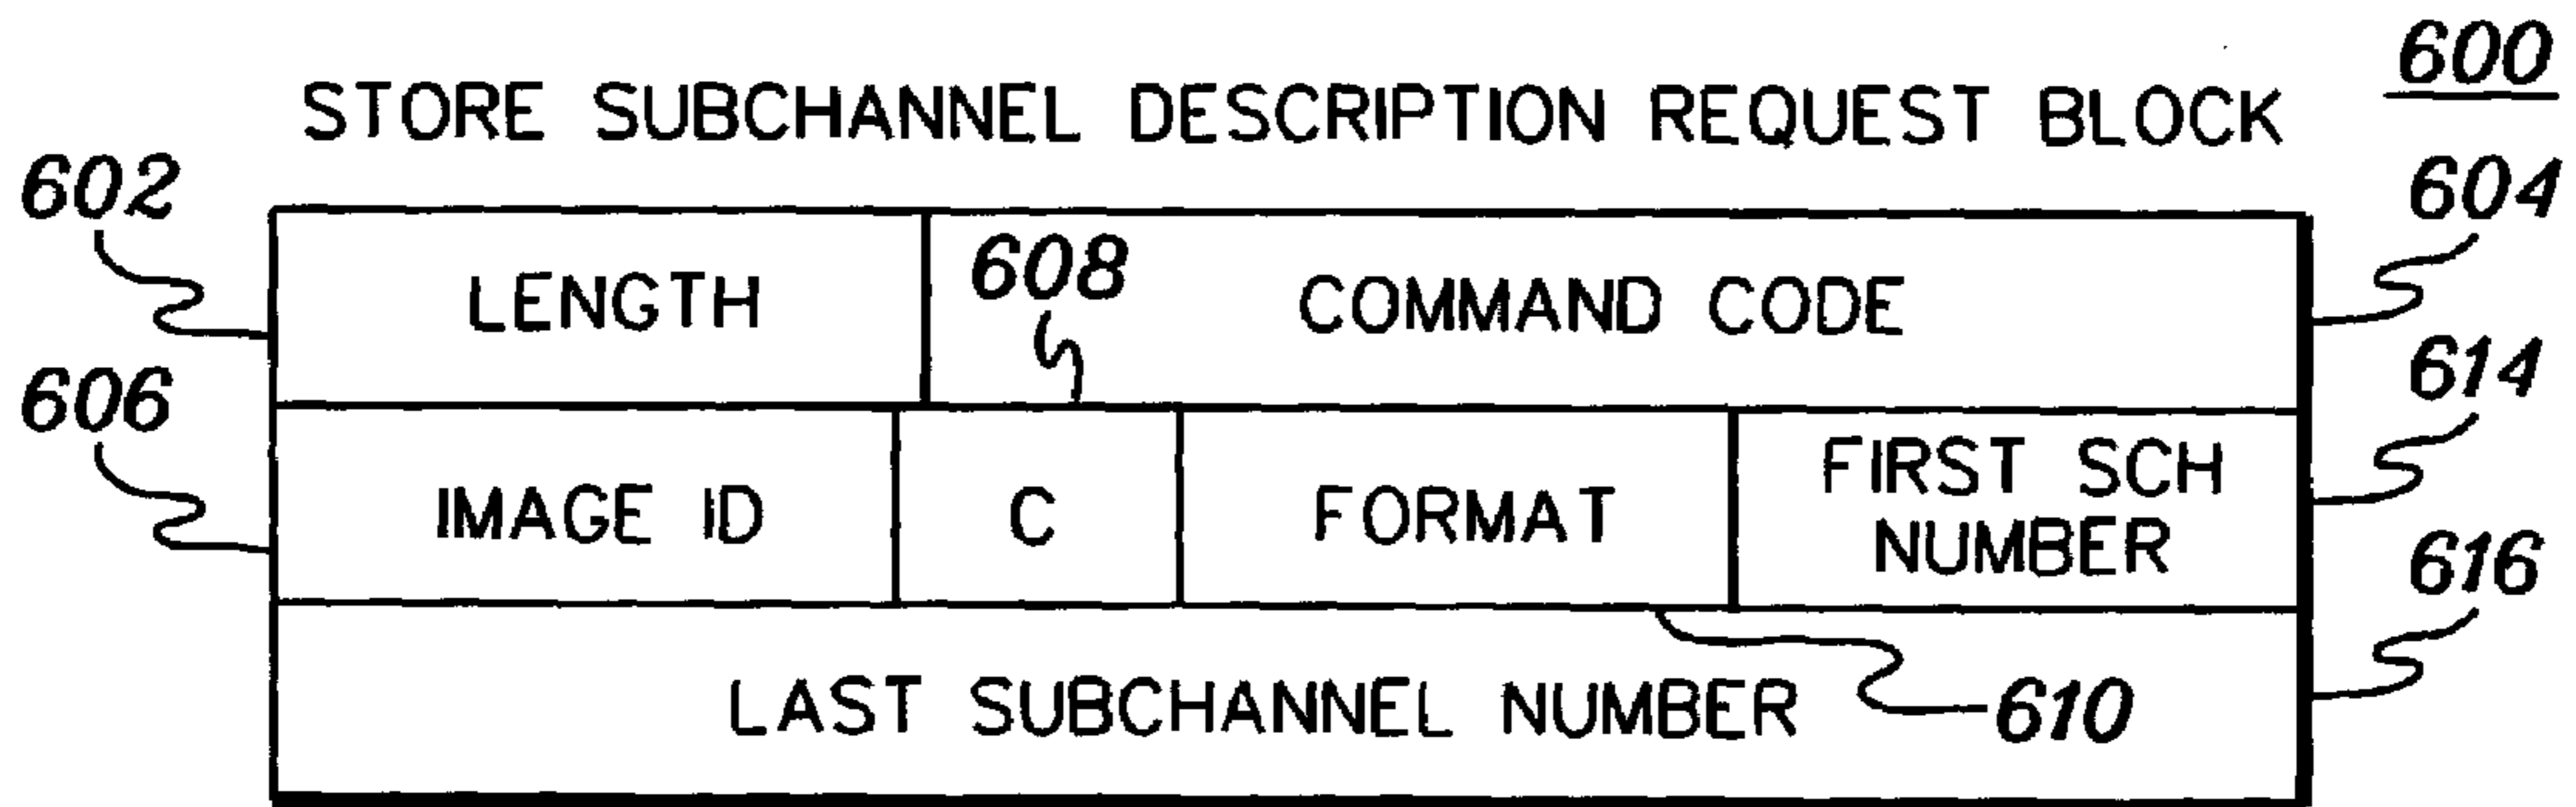 600
STORE SUBCHANNEL DESCRIPTION REQUEST BLOCK
602
604
LENGTH
608
COMMAND CODE
606
614
IMAGE ID
C
FORMAT
FIRST SCH
NUMBER
616
LAST SUBCHANNEL NUMBER
610